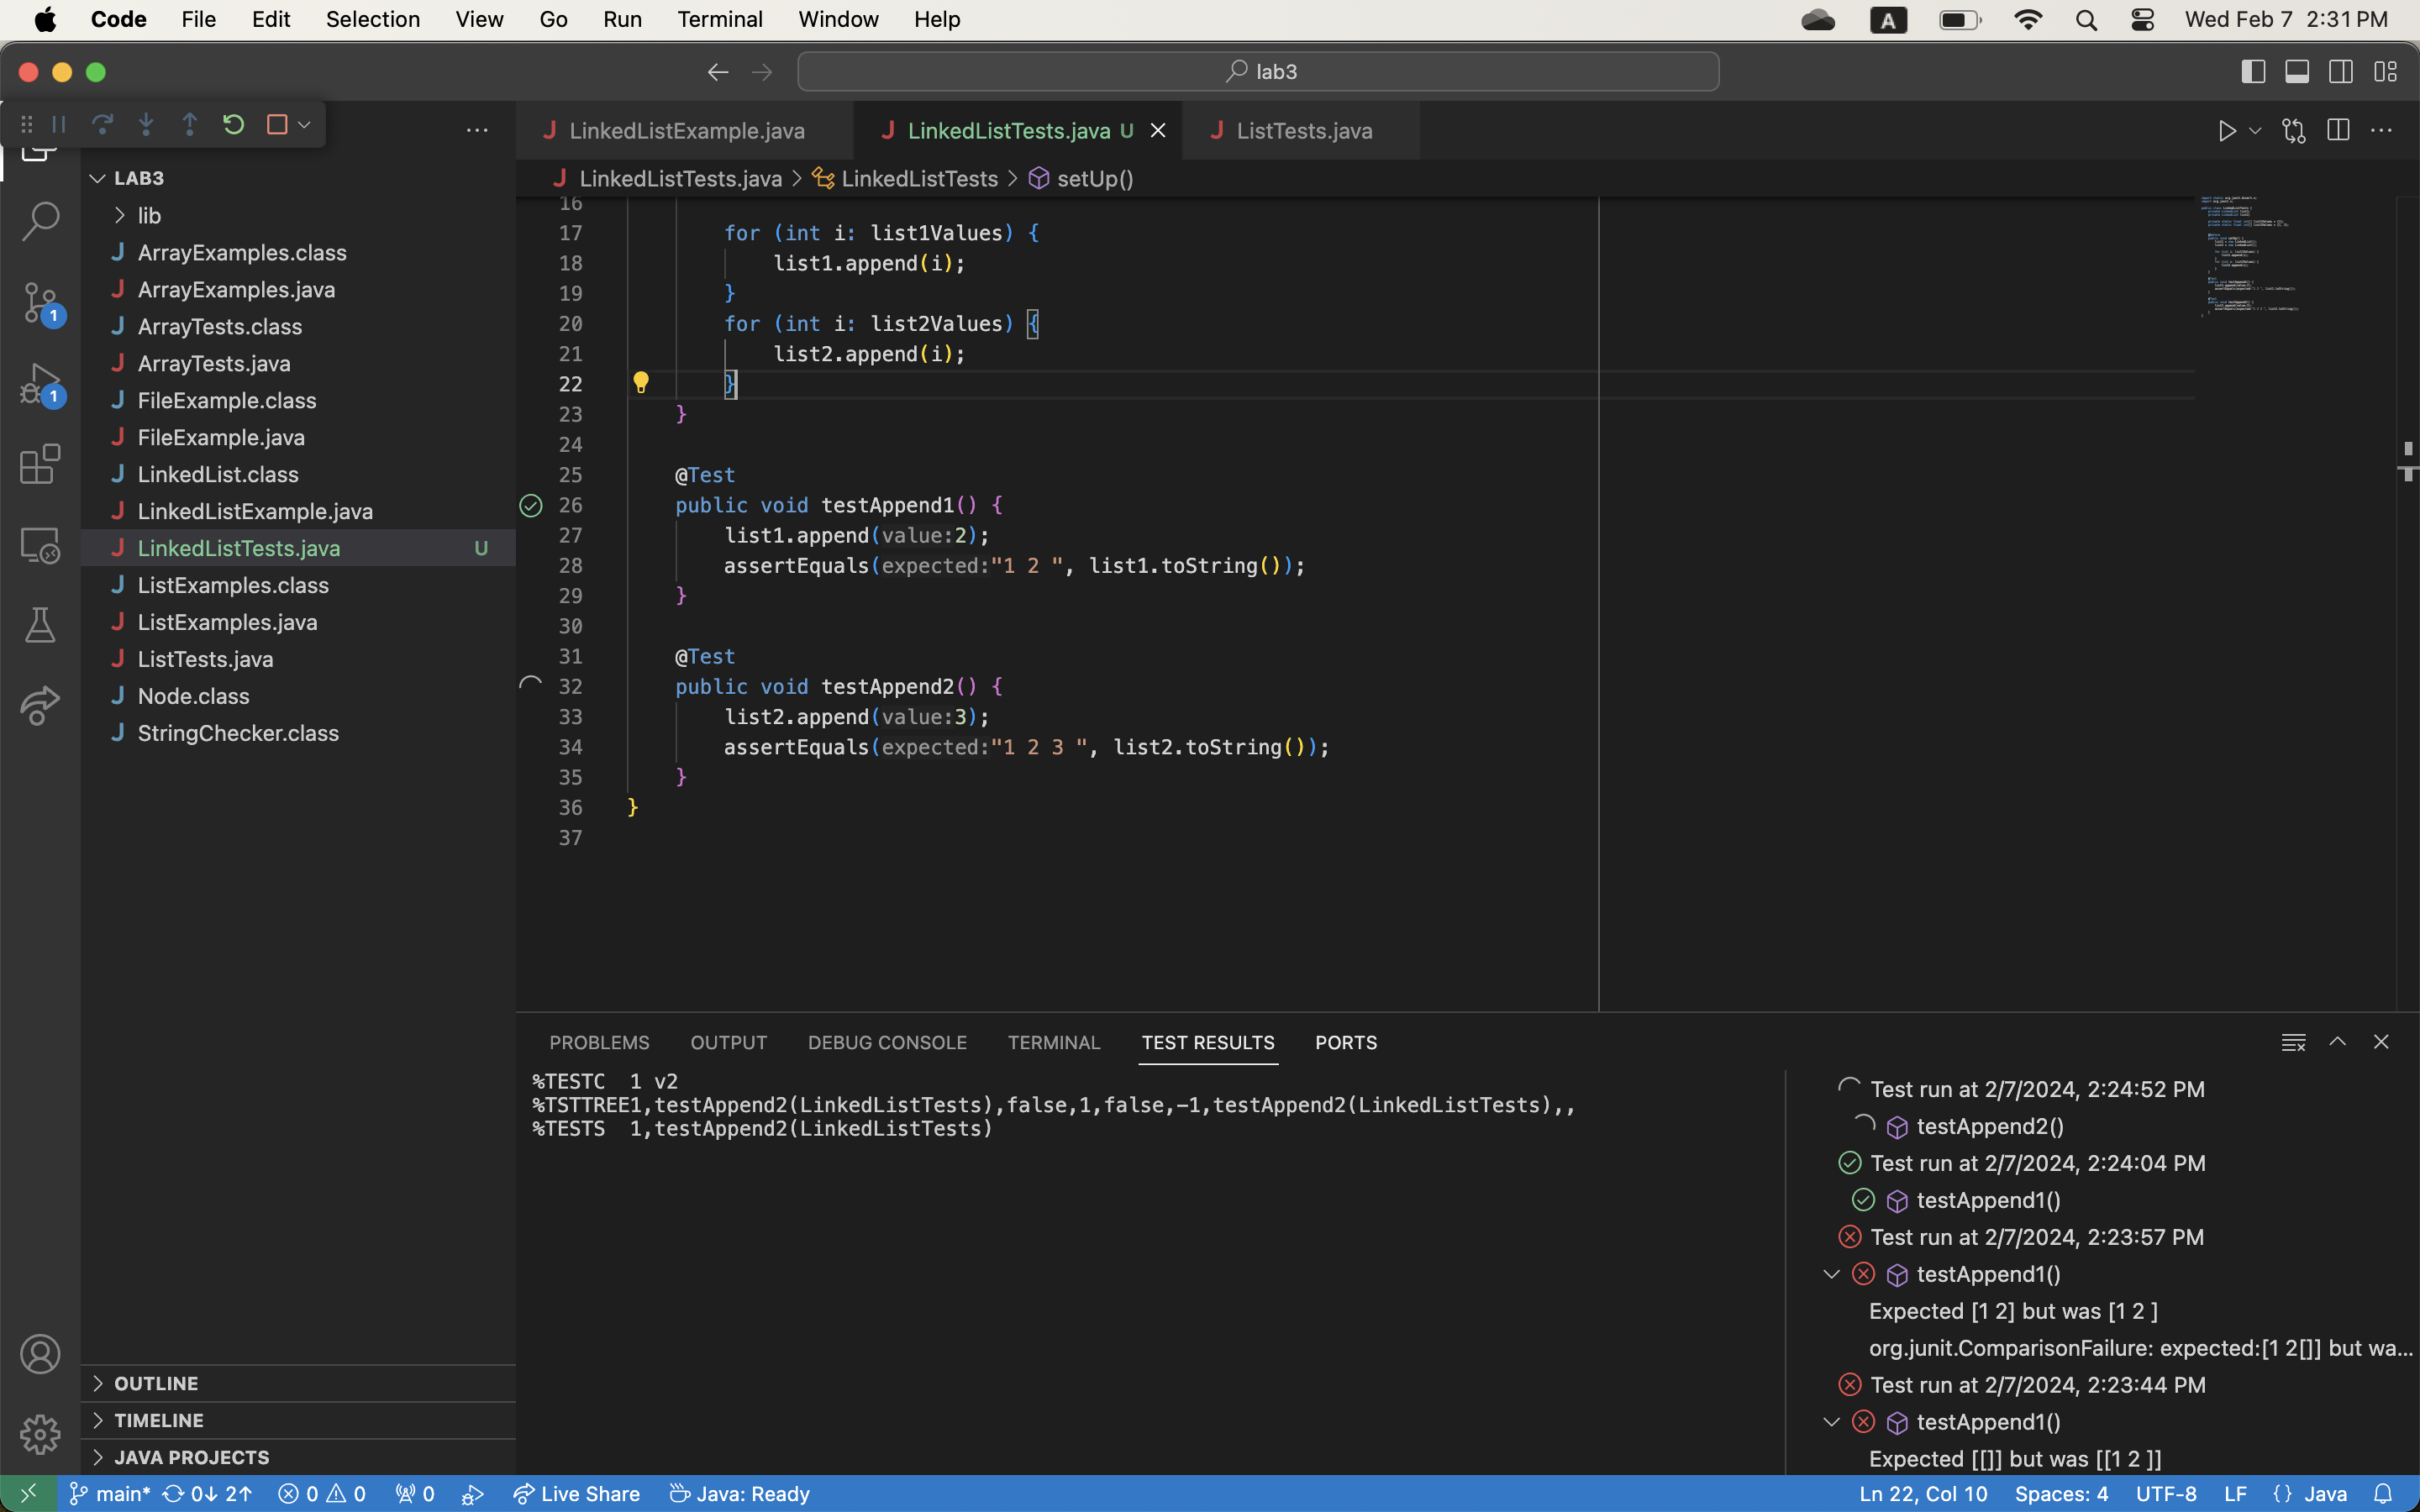 Code File Edit Selection View Go Run Terminal Window Help A Wed Feb 7 2:31 PM
lab3
LinkedListExample.java LinkedListTests.java U ListTests.java
LinkedListTests.java > LinkedListTests > setUp()
LAB3
lib
ArrayExamples.class
ArrayExamples.java
ArrayTests.class
ArrayTests.java
FileExample.class
FileExample.java
LinkedList.class
LinkedListExample.java
LinkedListTests.java U
ListExamples.class
ListExamples.java
ListTests.java
Node.class
StringChecker.class
OUTLINE
TIMELINE
JAVA PROJECTS
1
1
16
17 for (int i: list1Values) {
18 list1.append(i);
19 }
20 for (int i: list2Values) {
21 list2.append(i);
22 }
23 }
24
25 @Test
26 public void testAppend1() {
27 list1.append(value:2);
28 assertEquals(expected:"1 2 ", list1.toString());
29 }
30
31 @Test
32 public void testAppend2() {
33 list2.append(value:3);
34 assertEquals(expected:"1 2 3 ", list2.toString());
35 }
36 }
37
PROBLEMS OUTPUT DEBUG CONSOLE TERMINAL TEST RESULTS PORTS
%TESTC 1 v2
%TSTTREE1,testAppend2(LinkedListTests),false,1,false,-1,testAppend2(LinkedListTests),,
%TESTS 1,testAppend2(LinkedListTests)
Test run at 2/7/2024, 2:24:52 PM
testAppend2()
Test run at 2/7/2024, 2:24:04 PM
testAppend1()
Test run at 2/7/2024, 2:23:57 PM
testAppend1()
Expected [1 2] but was [1 2 ]
org.junit.ComparisonFailure: expected:[1 2[]] but wa...
Test run at 2/7/2024, 2:23:44 PM
testAppend1()
Expected [[]] but was [[1 2 ]]
main* 0↓ 2↑ 0 0 0 Live Share Java: Ready Ln 22, Col 10 Spaces: 4 UTF-8 LF {} Java